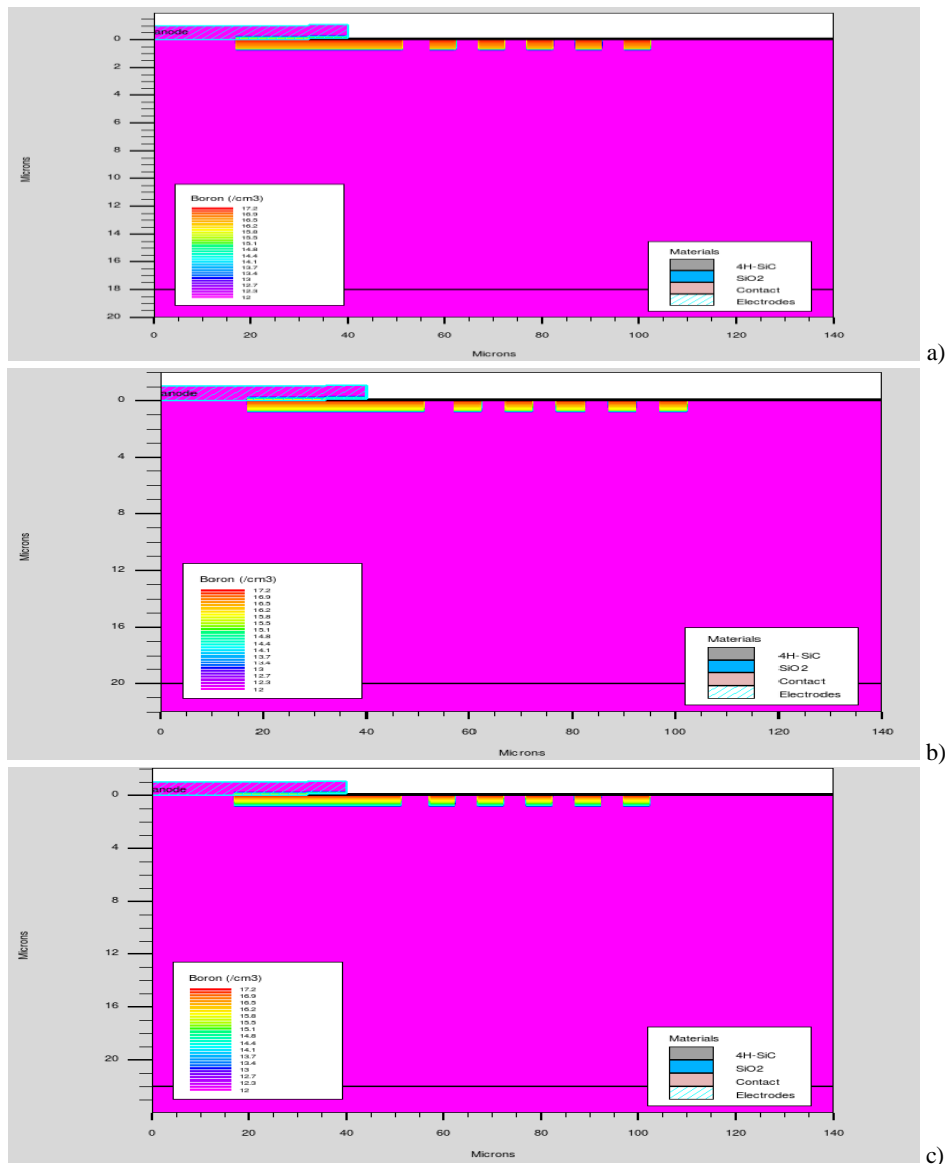 anode
0
2
4
6
8
10
12
14
16
18
20
Microns
Boron (/cm3)
17.2
16.9
16.5
16.2
15.8
15.5
15.1
14.8
14.4
14.1
13.7
13.4
13
12.7
12.3
12
Materials
4H-SiC
SiO2
Contact
Electrodes
0 20 40 60 80 100 120 140
Microns
a)
anode
0
4
8
12
16
20
Microns
Boron (/cm3)
17.2
16.9
16.5
16.2
15.8
15.5
15.1
14.8
14.4
14.1
13.7
13.4
13
12.7
12.3
12
Materials
4H-SiC
SiO2
Contact
Electrodes
0 20 40 60 80 100 120 140
Microns
b)
anode
0
4
8
12
16
20
Microns
Boron (/cm3)
17.2
16.9
16.5
16.2
15.8
15.5
15.1
14.8
14.4
14.1
13.7
13.4
13
12.7
12.3
12
Materials
4H-SiC
SiO2
Contact
Electrodes
0 20 40 60 80 100 120 140
Microns
c)